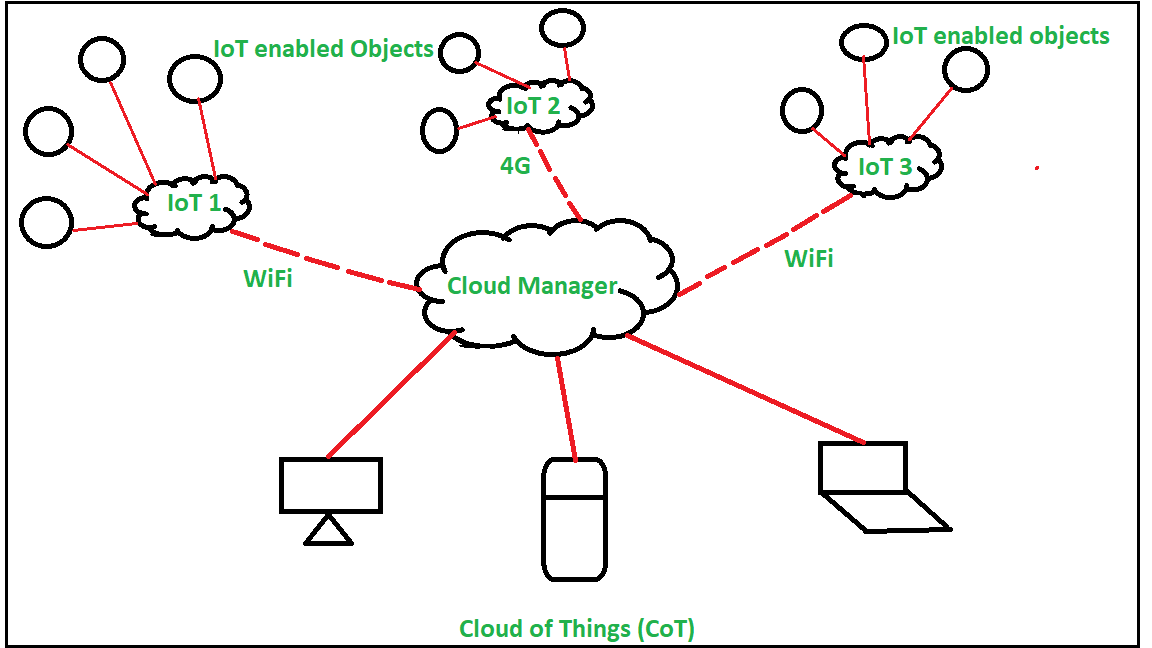 IoT enabled Objects
IoT enabled objects
IoT 2
4G
IoT 3
IoT 1
WiFi
WiFi
Cloud Manager
Cloud of Things (CoT)